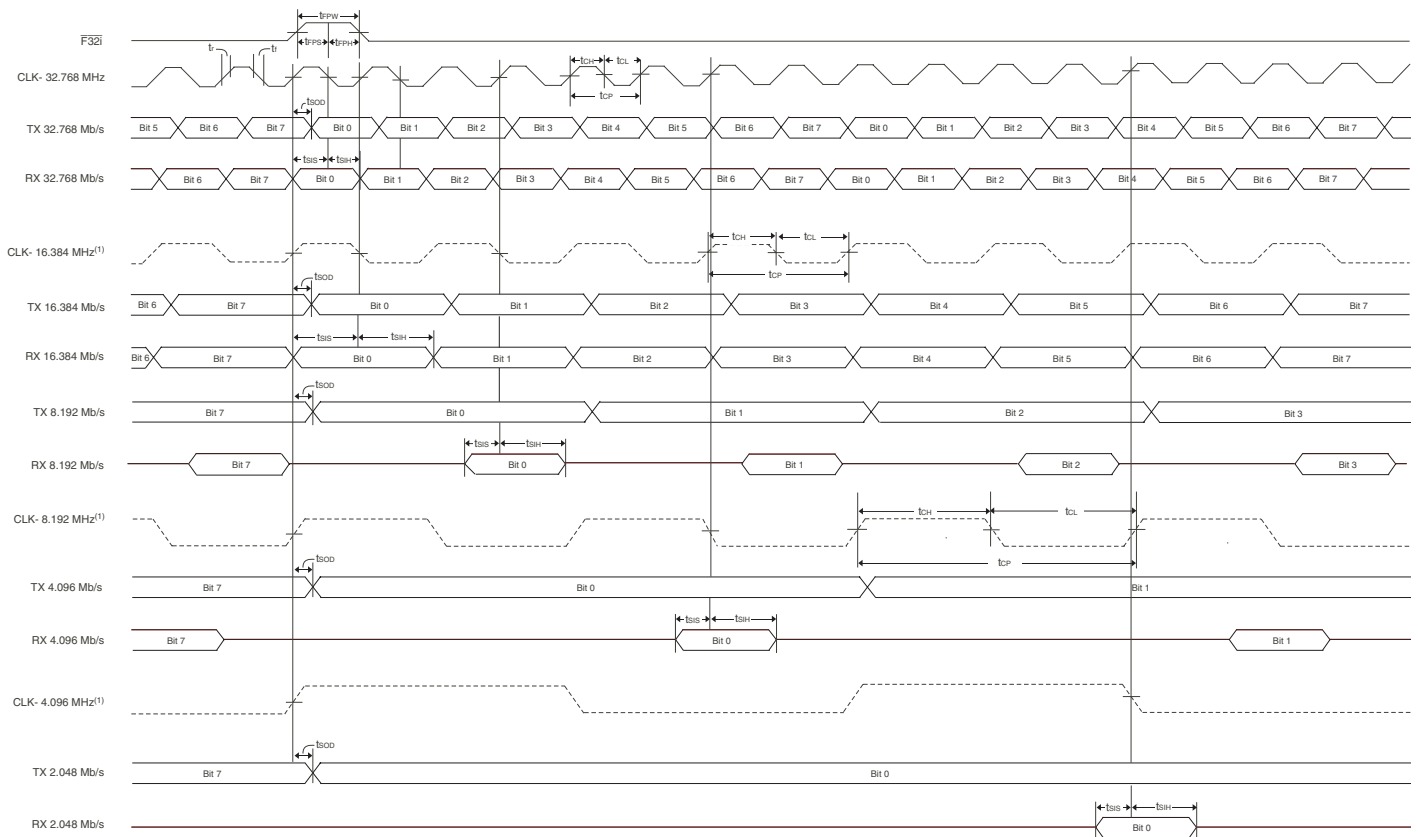 tFPW
F32i
tFPS tFPH
tr tf
CLK- 32.768 MHz
tCH tCL
tCP
tSOD
TX 32.768 Mb/s Bit 5 Bit 6 Bit 7 Bit 0 Bit 1 Bit 2 Bit 3 Bit 4 Bit 5 Bit 6 Bit 7 Bit 0 Bit 1 Bit 2 Bit 3 Bit 4 Bit 5 Bit 6 Bit 7
tSIS tSIH
RX 32.768 Mb/s Bit 6 Bit 7 Bit 0 Bit 1 Bit 2 Bit 3 Bit 4 Bit 5 Bit 6 Bit 7 Bit 0 Bit 1 Bit 2 Bit 3 Bit 4 Bit 5 Bit 6 Bit 7
tCH tCL
CLK- 16.384 MHz(1)
tCP
tSOD
TX 16.384 Mb/s Bit 6 Bit 7 Bit 0 Bit 1 Bit 2 Bit 3 Bit 4 Bit 5 Bit 6 Bit 7
tSIS tSIH
RX 16.384 Mb/s Bit 6 Bit 7 Bit 0 Bit 1 Bit 2 Bit 3 Bit 4 Bit 5 Bit 6 Bit 7
tSOD
TX 8.192 Mb/s Bit 7 Bit 0 Bit 1 Bit 2 Bit 3
tSIS tSIH
RX 8.192 Mb/s Bit 7 Bit 0 Bit 1 Bit 2 Bit 3
tCH tCL
CLK- 8.192 MHz(1)
tCP
tSOD
TX 4.096 Mb/s Bit 7 Bit 0 Bit 1
tSIS tSIH
RX 4.096 Mb/s Bit 7 Bit 0 Bit 1
CLK- 4.096 MHz(1)
tSOD
TX 2.048 Mb/s Bit 7 Bit 0
tSIS tSIH
RX 2.048 Mb/s Bit 0